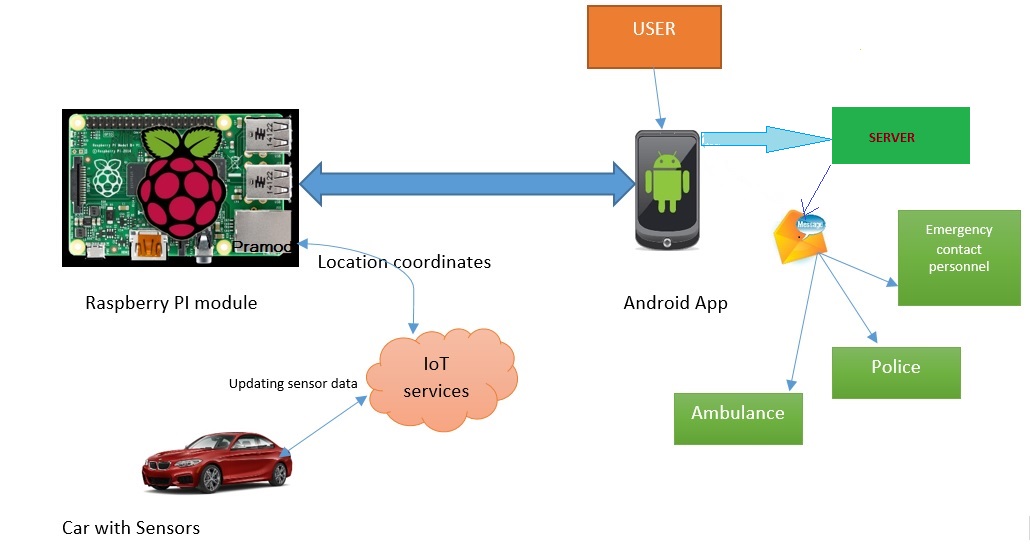 USER
SERVER
Message
Emergency
contact
personnel
Pramod
Location coordinates
Raspberry PI module
Android App
IoT
services
Police
Updating sensor data
Ambulance
Car with Sensors